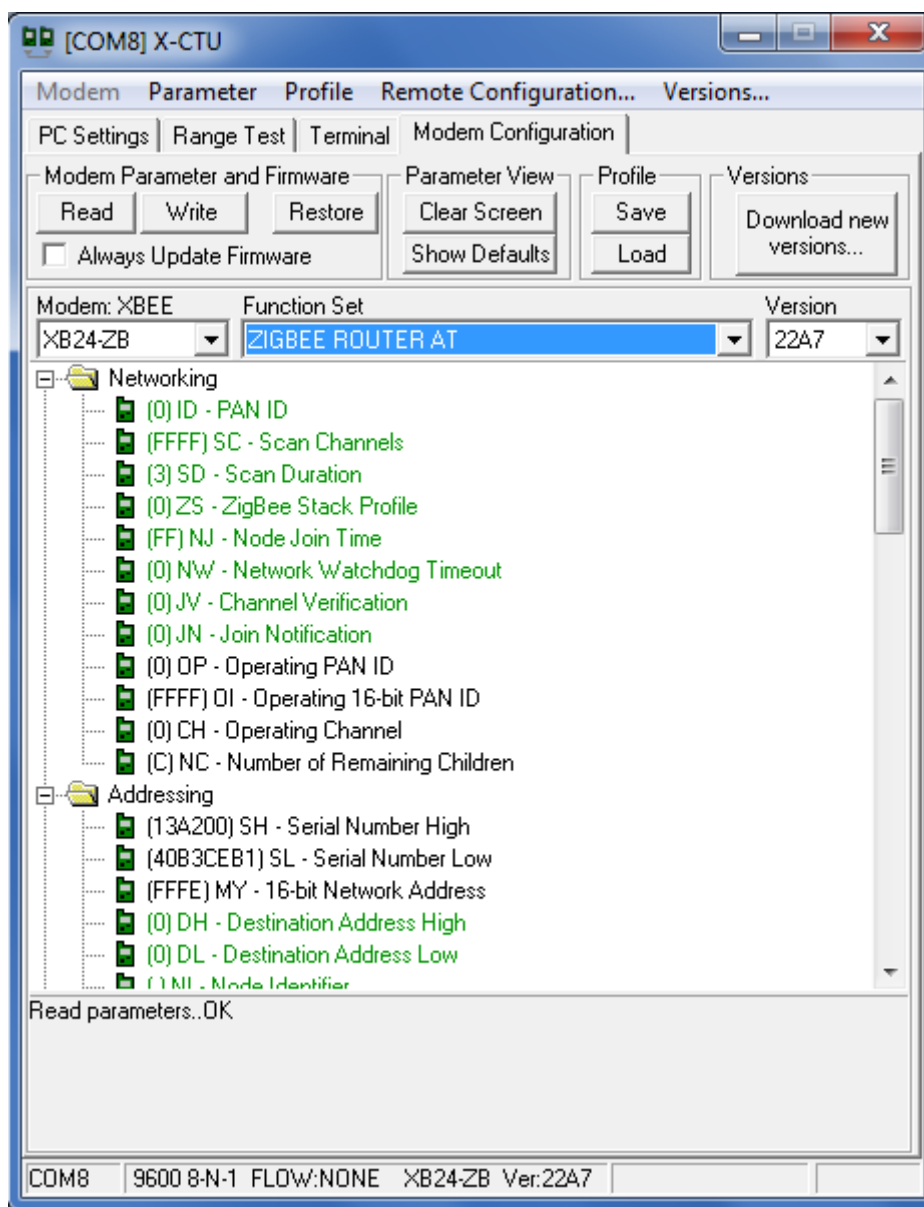 [COM8] X-CTU
Modem Parameter Profile Remote Configuration... Versions...
PC Settings Range Test Terminal Modem Configuration
Modem Parameter and Firmware Parameter View Profile Versions
Read Write Restore Clear Screen Save Download new versions...
Always Update Firmware Show Defaults Load
Modem: XBEE Function Set Version
XB24-ZB ZIGBEE ROUTER AT 22A7
Networking
(0) ID - PAN ID
(FFFF) SC - Scan Channels
(3) SD - Scan Duration
(0) ZS - ZigBee Stack Profile
(FF) NJ - Node Join Time
(0) NW - Network Watchdog Timeout
(0) JV - Channel Verification
(0) JN - Join Notification
(0) OP - Operating PAN ID
(FFFF) OI - Operating 16-bit PAN ID
(0) CH - Operating Channel
(C) NC - Number of Remaining Children
Addressing
(13A200) SH - Serial Number High
(40B3CEB1) SL - Serial Number Low
(FFFE) MY - 16-bit Network Address
(0) DH - Destination Address High
(0) DL - Destination Address Low
( ) NI - Node Identifier
Read parameters..OK
COM8 9600 8-N-1 FLOW:NONE XB24-ZB Ver:22A7